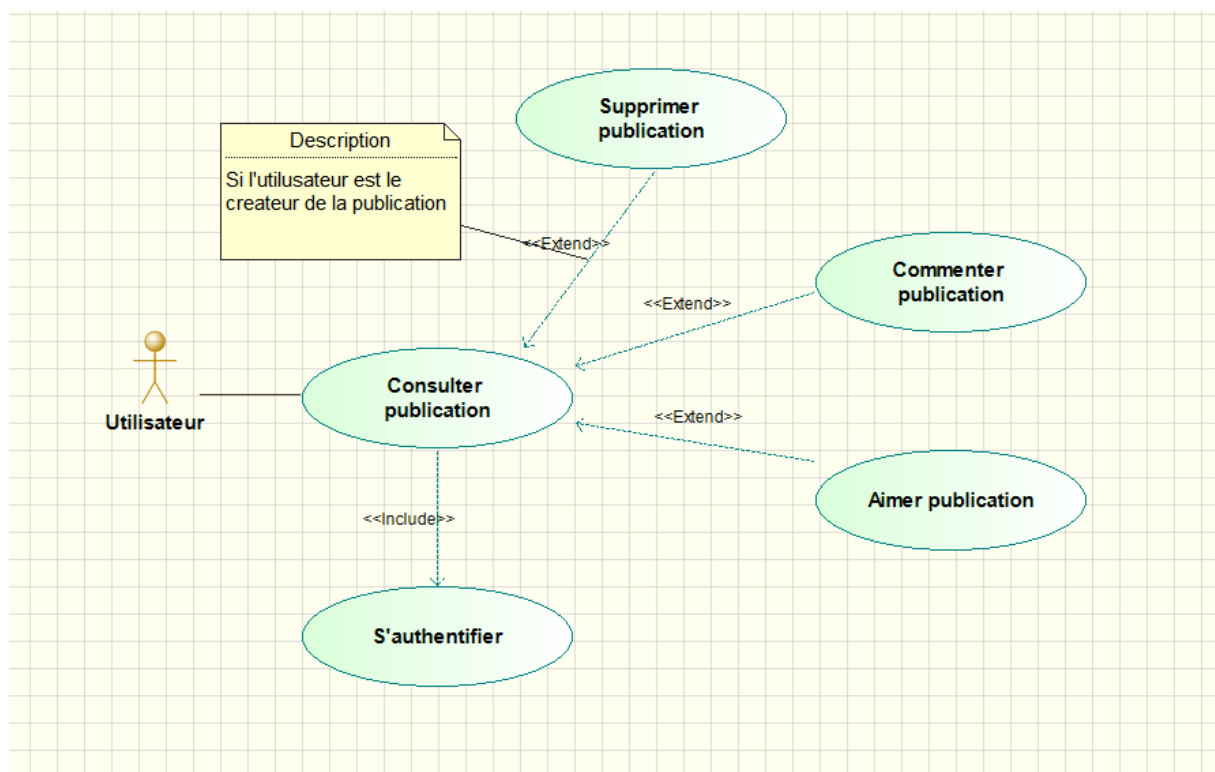 Supprimer
publication
Description
Si l'utilusateur est le
createur de la publication
<<Extend>>
Commenter
publication
<<Extend>>
Consulter
publication
Utilisateur
<<Extend>>
Aimer publication
<<Include>>
S'authentifier